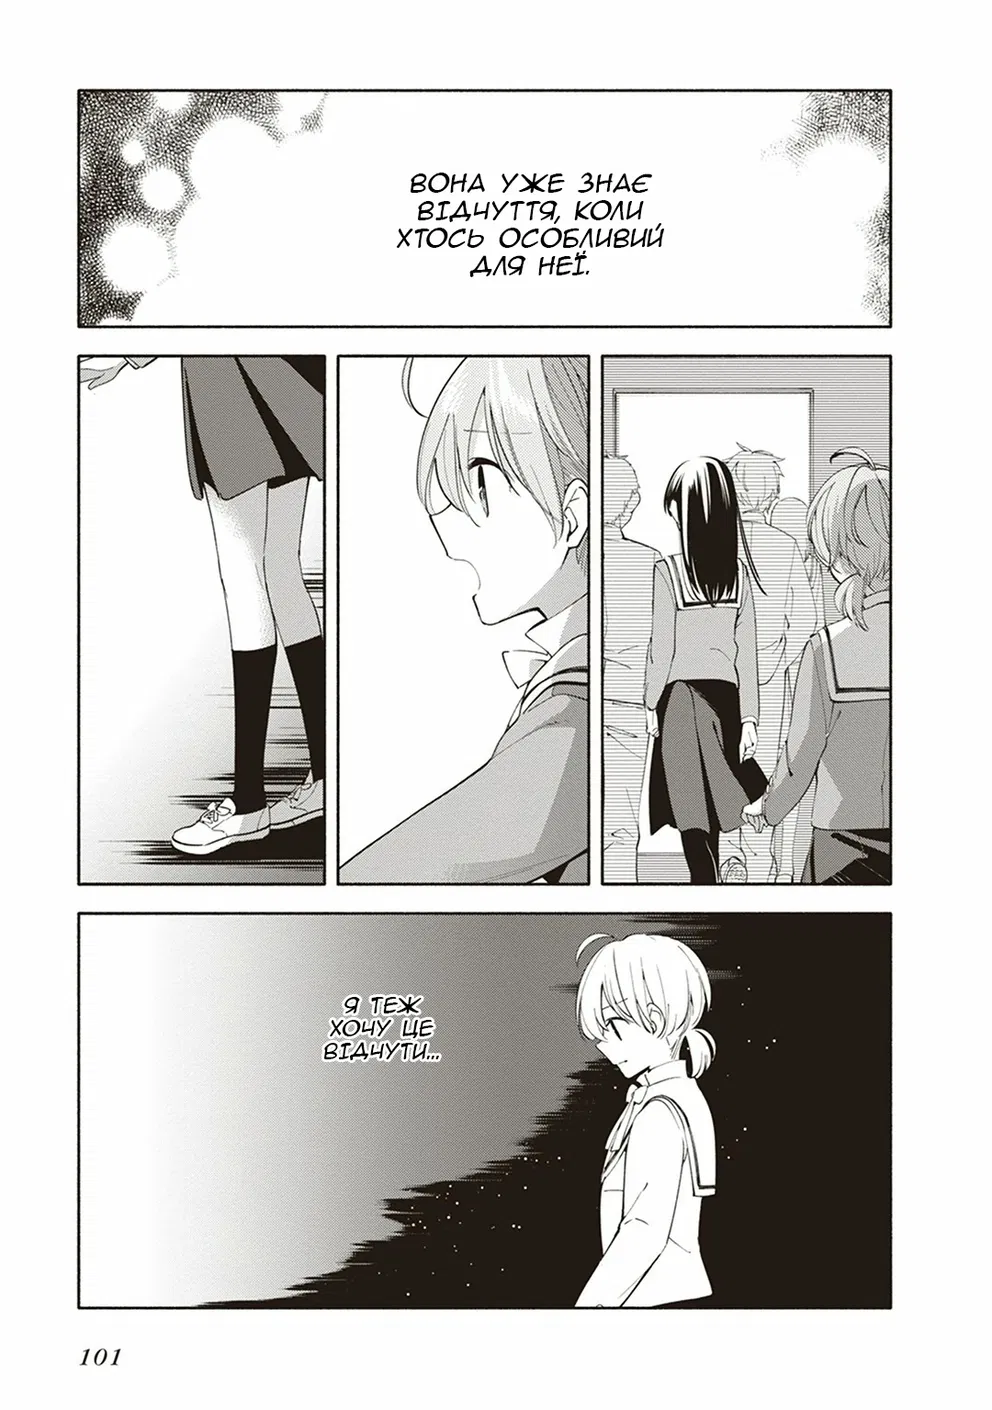 ВОНА УЖЕ ЗНАЄ
ВІДЧУТТЯ, КОЛИ
ХТОСЬ ОСОБЛИВИЙ
ДЛЯ НЕЇ.
Я ТЕЖ
ХОЧУ ЦЕ
ВІДЧУТИ...
101